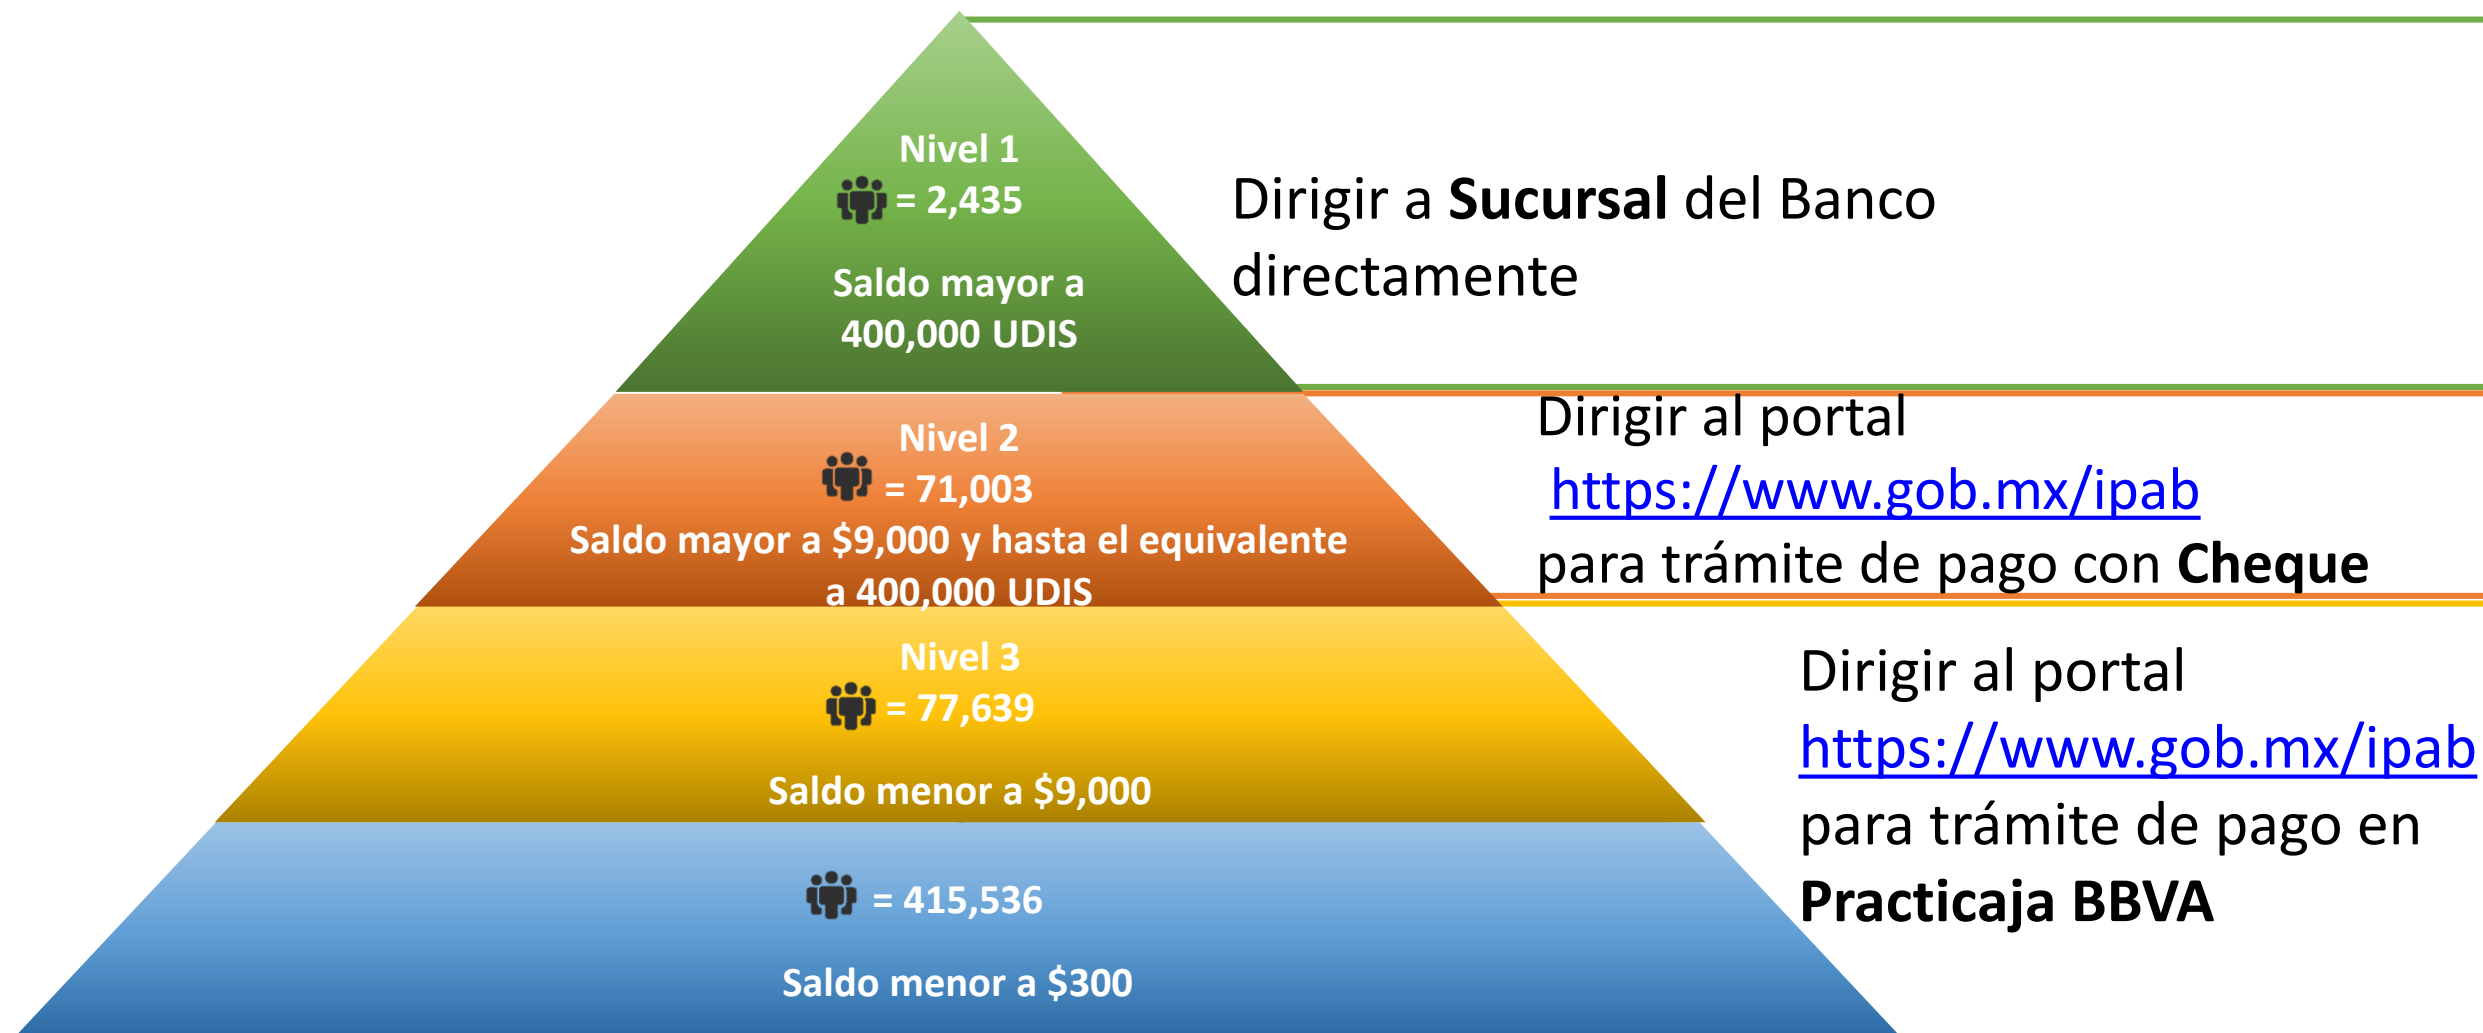 Nivel 1
= 2,435
Saldo mayor a
400,000 UDIS
Dirigir a Sucursal del Banco
directamente
Nivel 2
= 71,003
Saldo mayor a $9,000 y hasta el equivalente
a 400,000 UDIS
Dirigir al portal
https://www.gob.mx/ipab
para trámite de pago con Cheque
Nivel 3
= 77,639
Saldo menor a $9,000
= 415,536
Saldo menor a $300
Dirigir al portal
https://www.gob.mx/ipab
para trámite de pago en
Practicaja BBVA